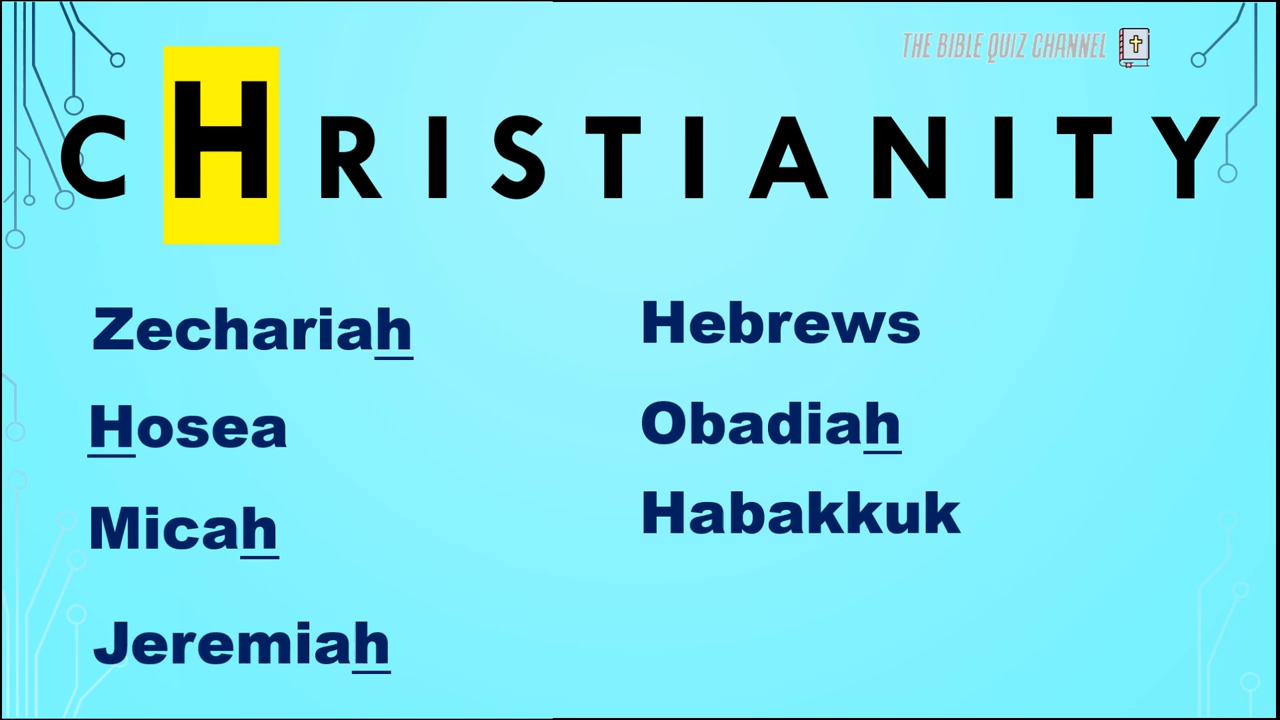 THE BIBLE QUIZ CHANNEL
CHRISTIANITY
Zechariah
Hosea
Micah
Jeremiah
Hebrews
Obadiah
Habakkuk